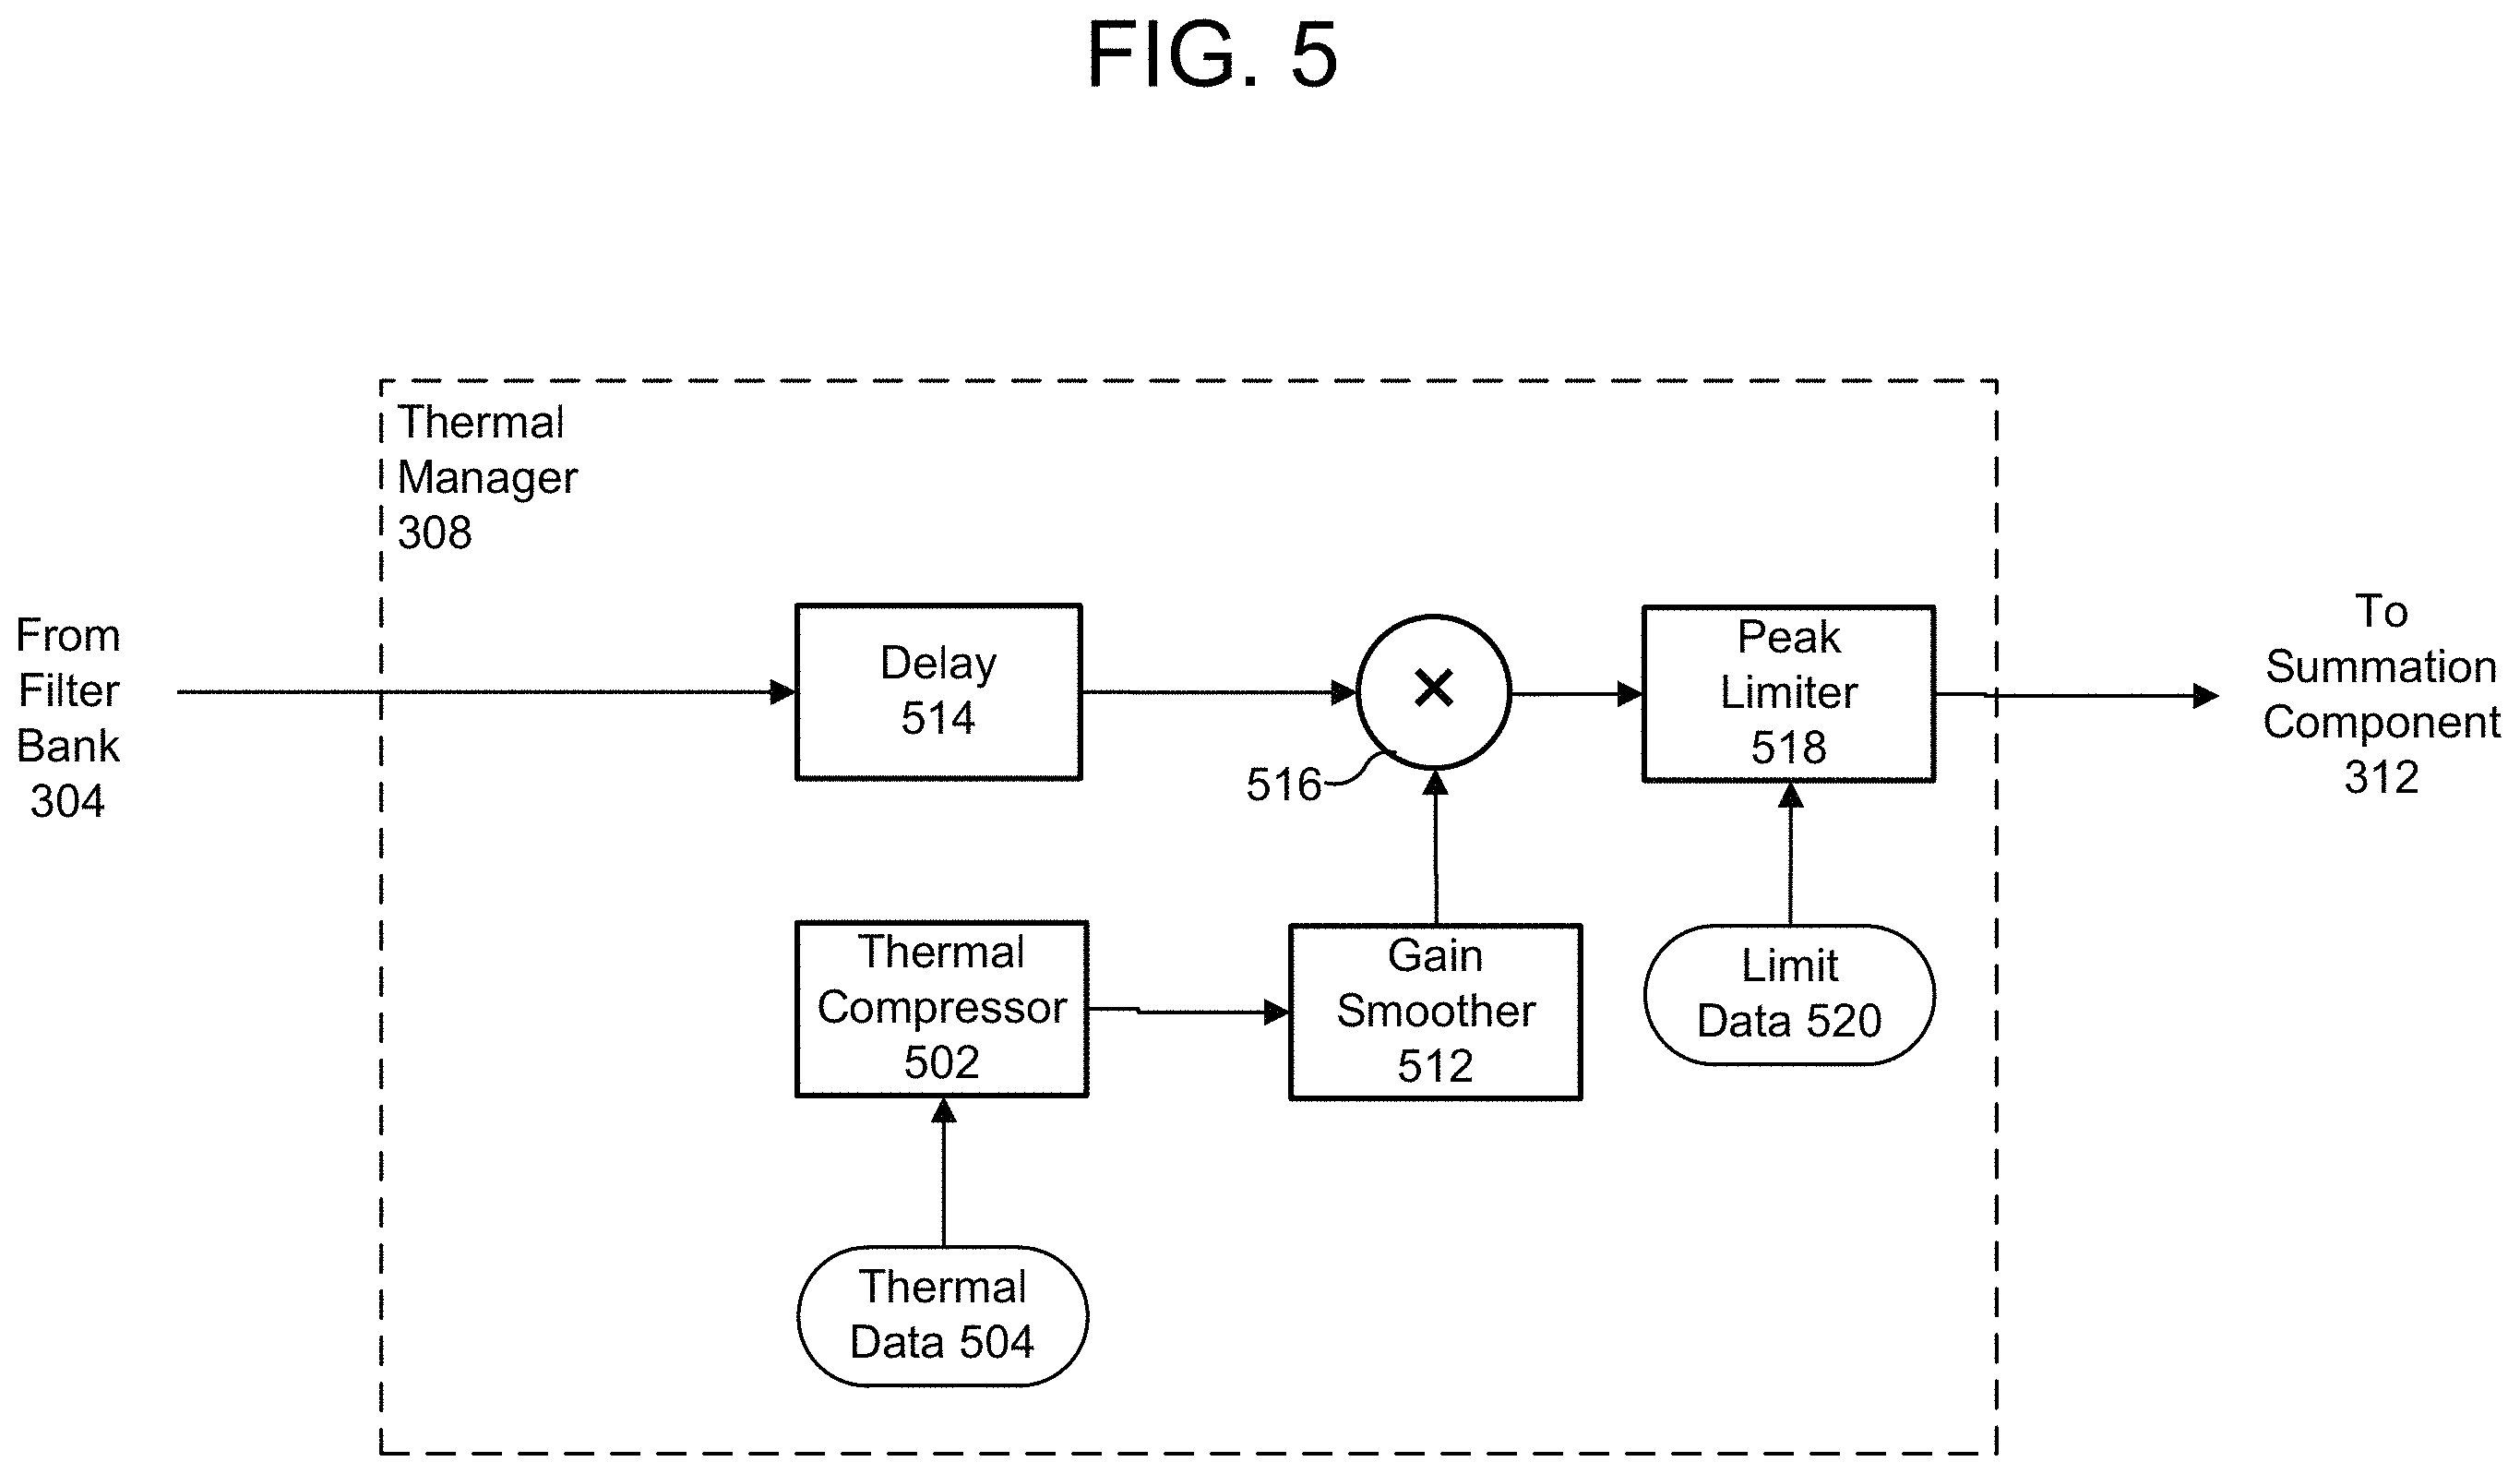 FIG. 5
Thermal
Manager
308
From
Filter
Bank
304
Delay
514
×
516
Peak
Limiter
518
To
Summation
Component
312
Thermal
Compressor
502
Gain
Smoother
512
Limit
Data 520
Thermal
Data 504